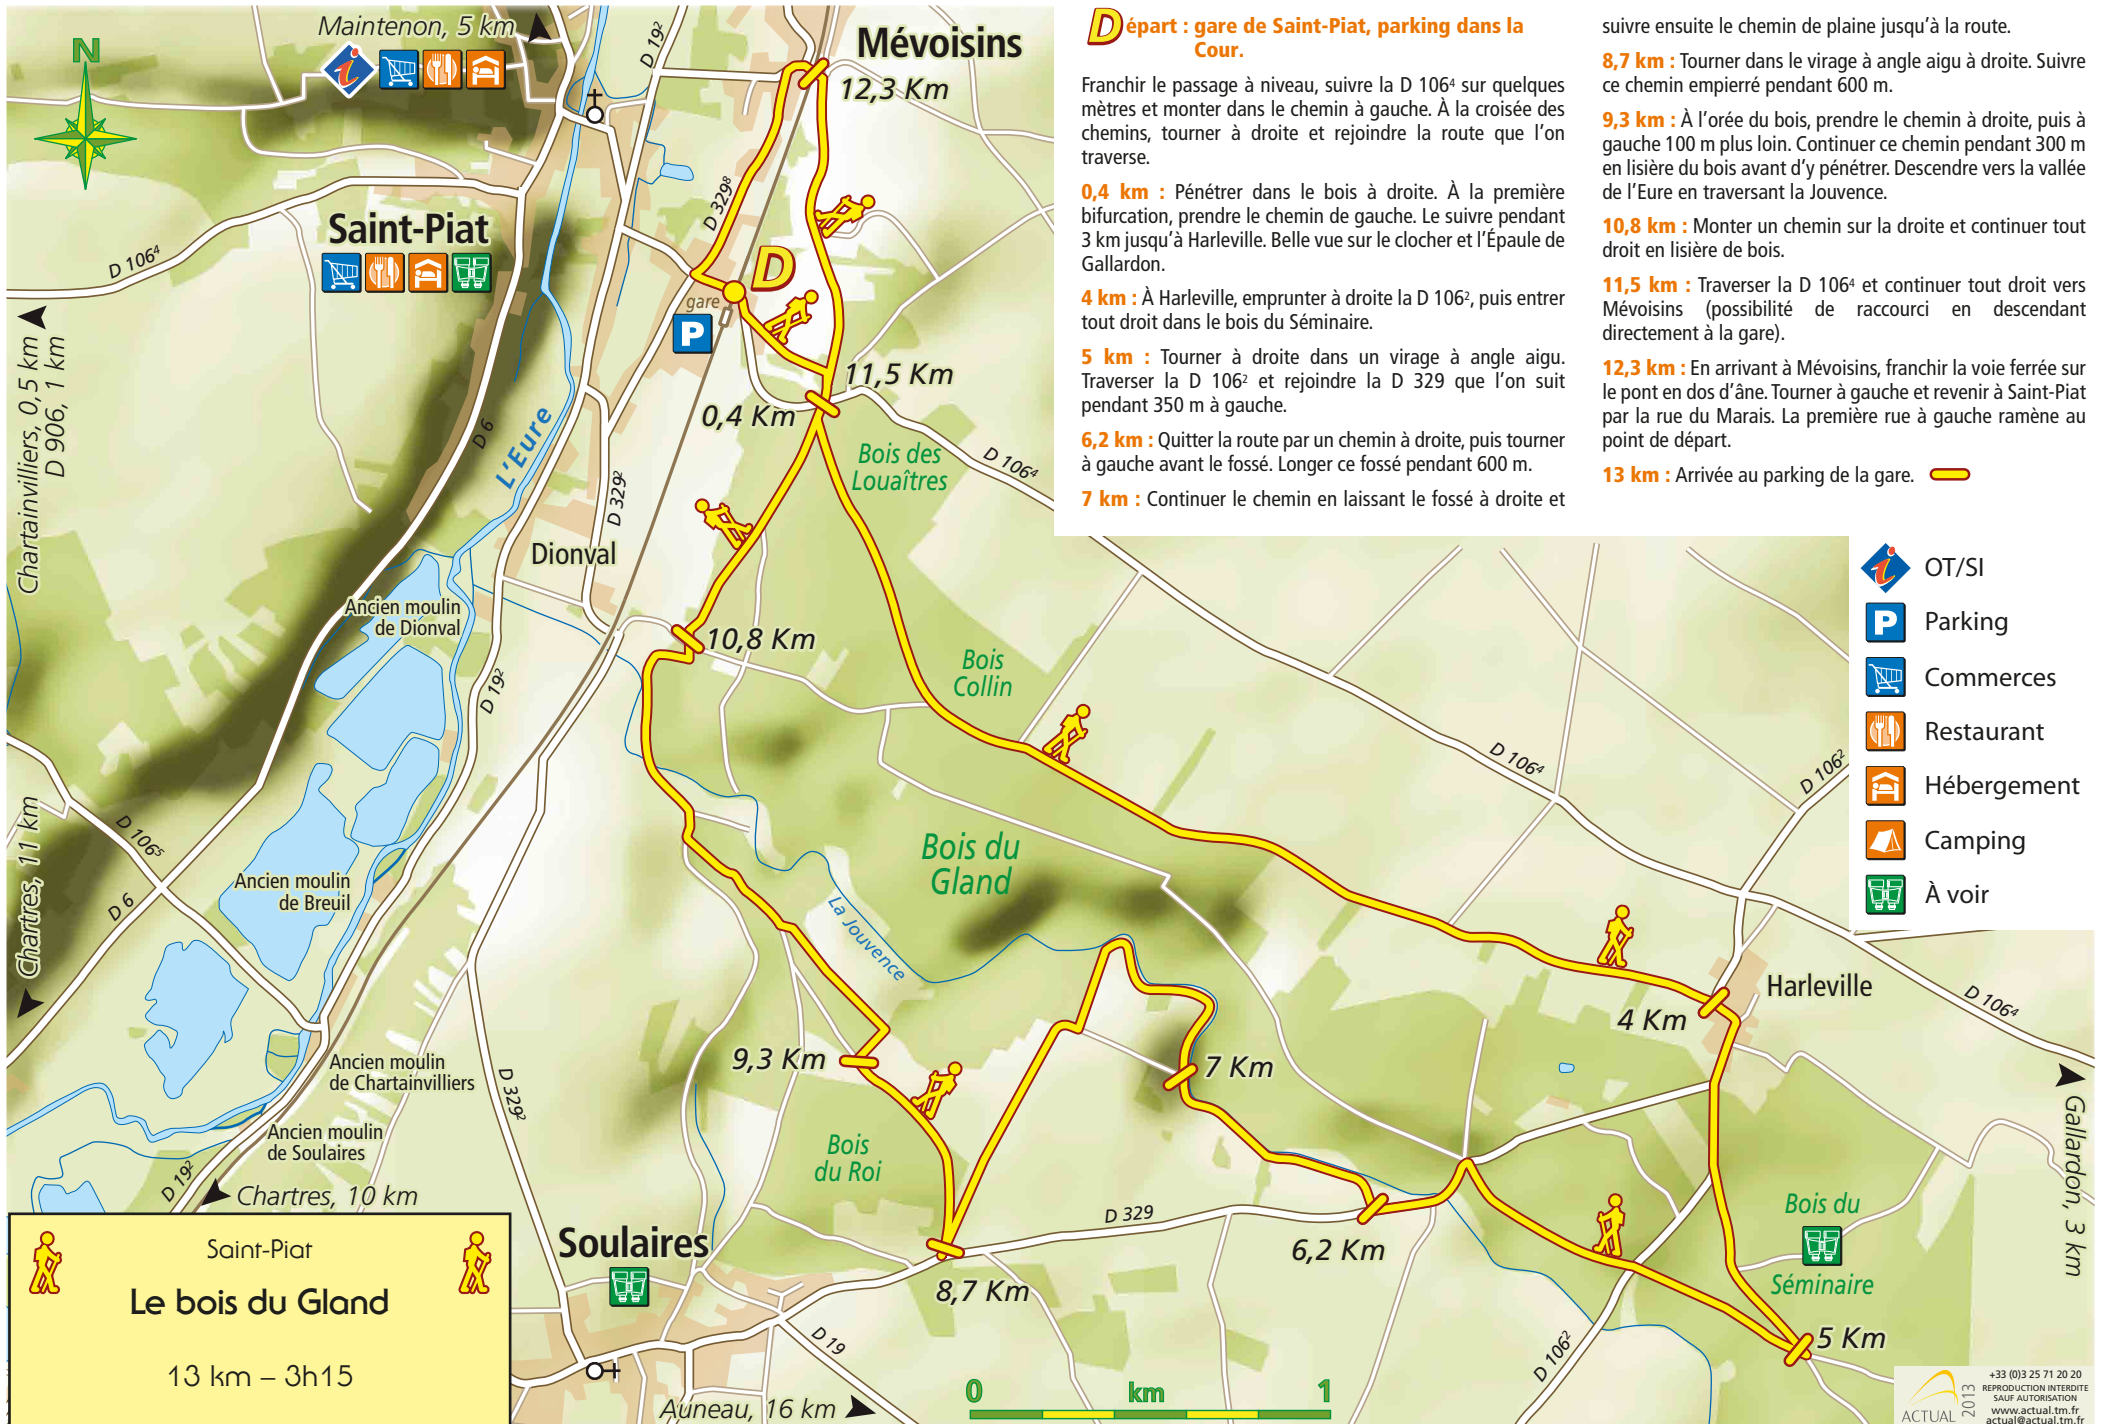 Départ : gare de Saint-Piat, parking dans la
Cour.
Franchir le passage à niveau, suivre la D 106⁴ sur quelques
mètres et monter dans le chemin à gauche. À la croisée des
chemins, tourner à droite et rejoindre la route que l'on
traverse.
0,4 km : Pénétrer dans le bois à droite. À la première
bifurcation, prendre le chemin de gauche. Le suivre pendant
3 km jusqu'à Harleville. Belle vue sur le clocher et l'Épaule de
Gallardon.
4 km : À Harleville, emprunter à droite la D 106², puis entrer
tout droit dans le bois du Séminaire.
5 km : Tourner à droite dans un virage à angle aigu.
Traverser la D 106² et rejoindre la D 329 que l'on suit
pendant 350 m à gauche.
6,2 km : Quitter la route par un chemin à droite, puis tourner
à gauche avant le fossé. Longer ce fossé pendant 600 m.
7 km : Continuer le chemin en laissant le fossé à droite et
suivre ensuite le chemin de plaine jusqu'à la route.
8,7 km : Tourner dans le virage à angle aigu à droite. Suivre
ce chemin empierré pendant 600 m.
9,3 km : À l'orée du bois, prendre le chemin à droite, puis à
gauche 100 m plus loin. Continuer ce chemin pendant 300 m
en lisière du bois avant d'y pénétrer. Descendre vers la vallée
de l'Eure en traversant la Jouvence.
10,8 km : Monter un chemin sur la droite et continuer tout
droit en lisière de bois.
11,5 km : Traverser la D 106⁴ et continuer tout droit vers
Mévoisins (possibilité de raccourci en descendant
directement à la gare).
12,3 km : En arrivant à Mévoisins, franchir la voie ferrée sur
le pont en dos d'âne. Tourner à gauche et revenir à Saint-Piat
par la rue du Marais. La première rue à gauche ramène au
point de départ.
13 km : Arrivée au parking de la gare.
OT/SI
P Parking
Commerces
Restaurant
Hébergement
Camping
À voir
N
Maintenon, 5 km
i
D 19²
Mévoisins
12,3 Km
Saint-Piat
D 329⁸
D 106⁴
D
gare
P
Chartainvilliers, 0,5 km
D 906, 1 km
11,5 Km
0,4 Km
D 6
L'Eure
D 329²
Bois des
Louaîtres
D 106⁴
Dionval
Ancien moulin
de Dionval
10,8 Km
D 19²
Bois
Collin
D 106⁴
D 106²
Chartres, 11 km
D 106⁵
Bois du
Gland
Ancien moulin
de Breuil
D 6
La Jouvence
Harleville
4 Km
D 106⁴
9,3 Km
7 Km
Ancien moulin
de Chartainvilliers
D 329²
Gallardon, 3 km
Ancien moulin
de Soulaires
Bois
du Roi
D 19²
Chartres, 10 km
D 329
Bois du
Séminaire
Soulaires
6,2 Km
8,7 Km
D 19
D 106²
5 Km
Auneau, 16 km
0 km 1
Saint-Piat
Le bois du Gland
13 km – 3h15
ACTUAL
2013
+33 (0)3 25 71 20 20
REPRODUCTION INTERDITE
SAUF AUTORISATION
www.actual.tm.fr
actual@actual.tm.fr